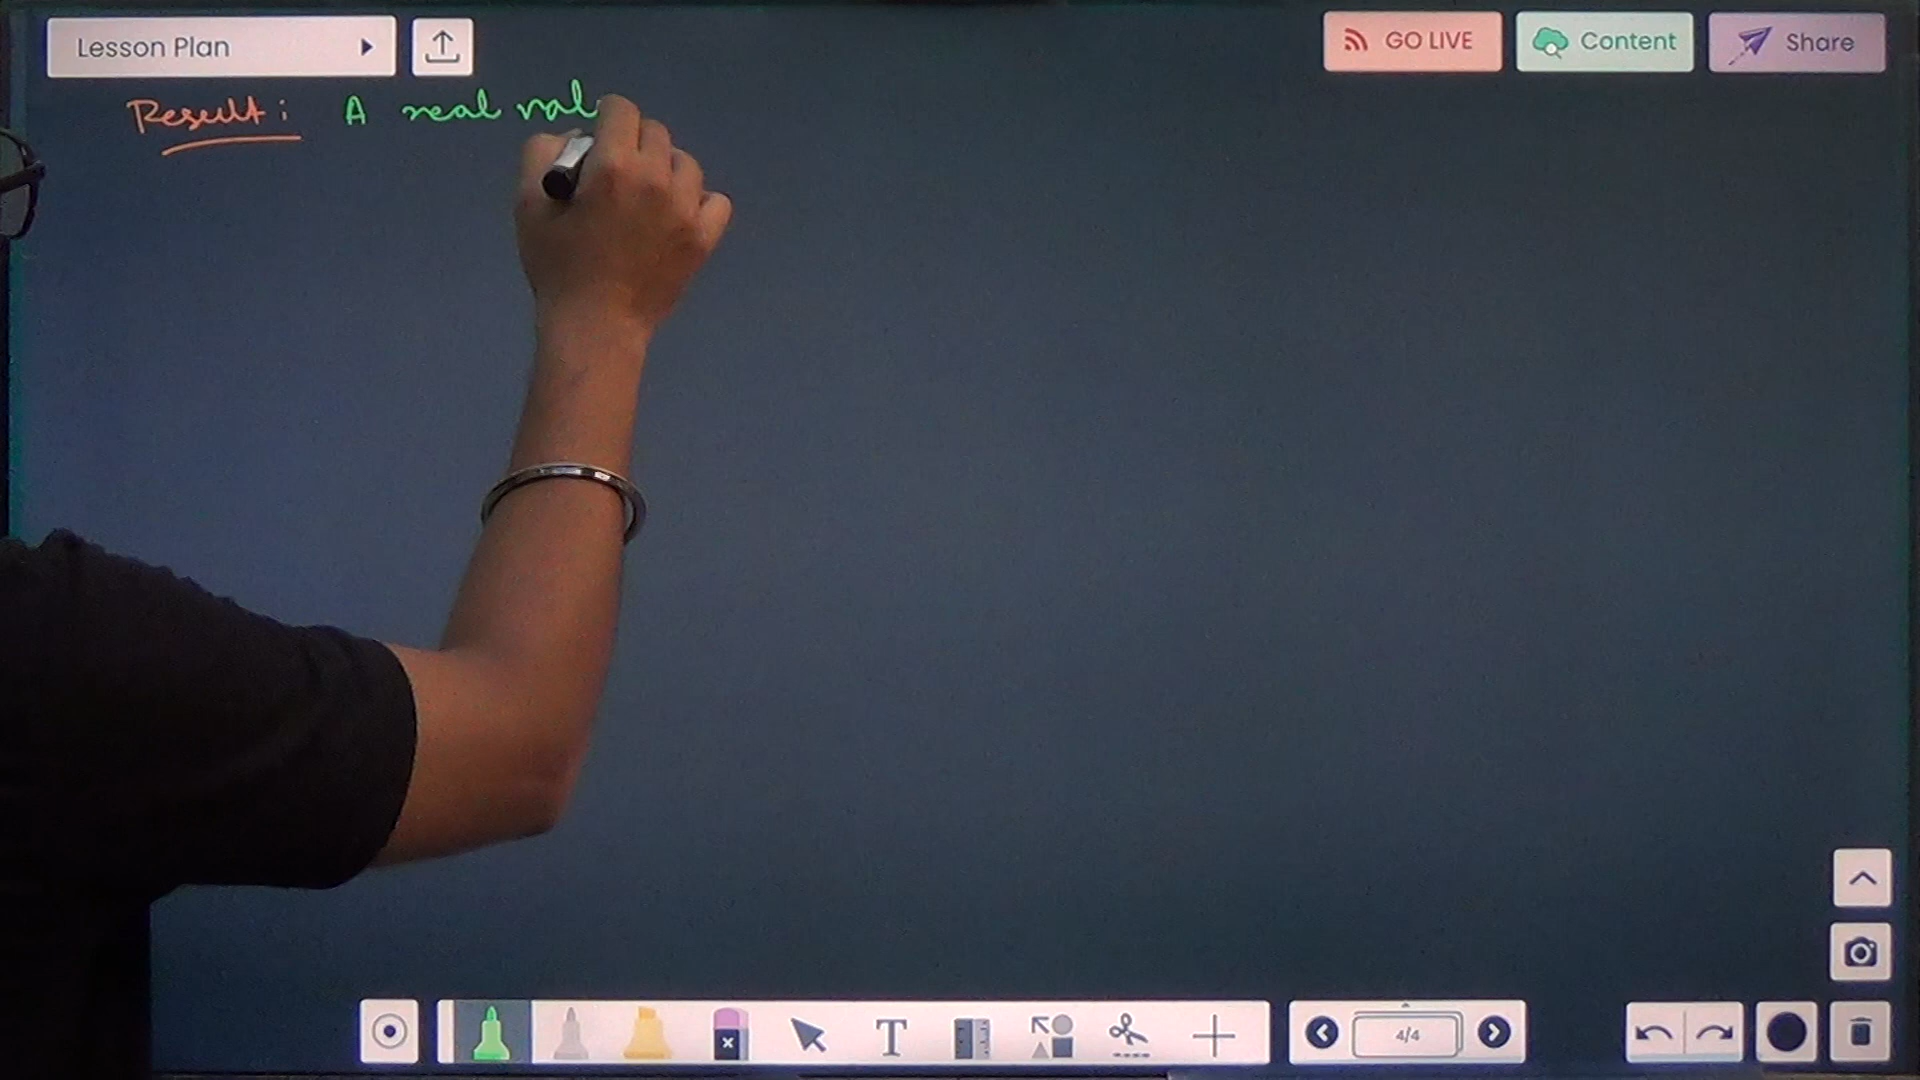 Lesson Plan
GO LIVE
Content
Share
Result: A real val
4/4